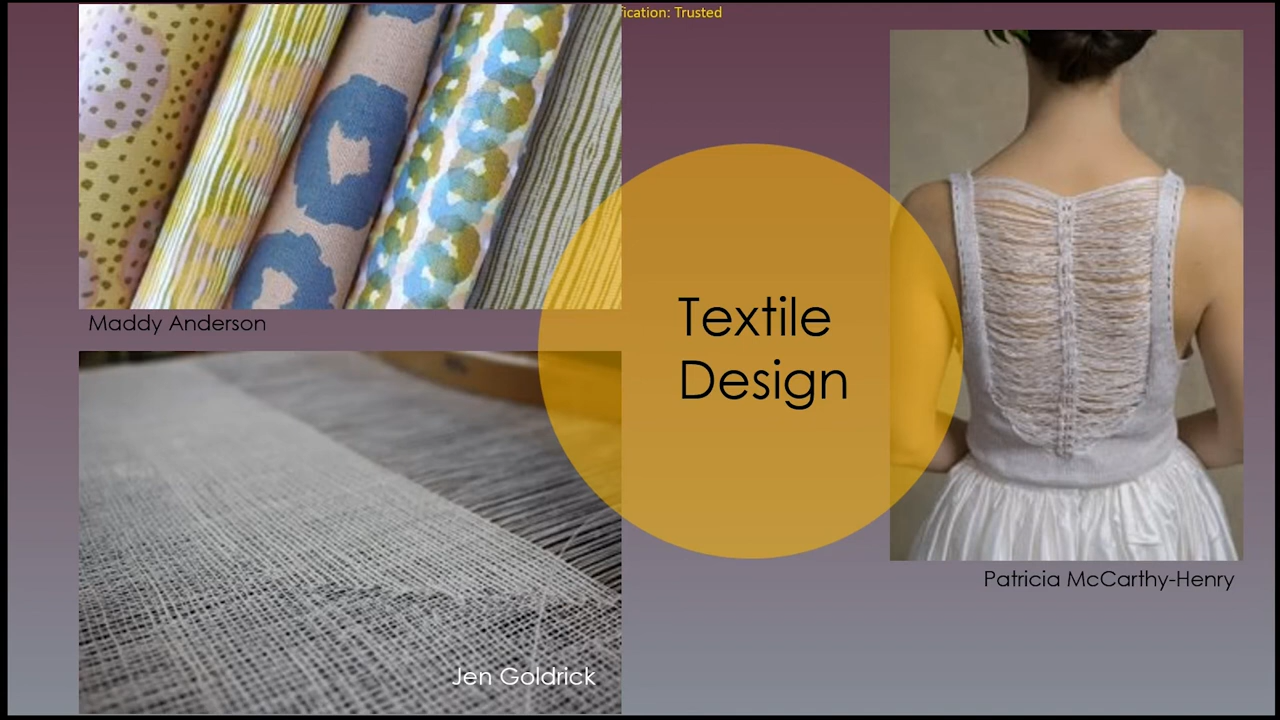 fication: Trusted
Maddy Anderson
Textile
Design
Patricia McCarthy-Henry
Jen Goldrick